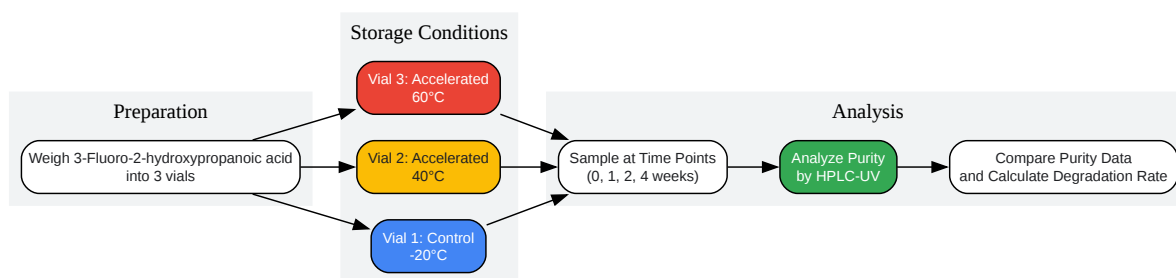 Storage Conditions
Vial 3: Accelerated
60°C
Preparation
Analysis
Weigh 3-Fluoro-2-hydroxypropanoic acid
into 3 vials
Vial 2: Accelerated
40°C
Sample at Time Points
(0, 1, 2, 4 weeks)
Analyze Purity
by HPLC-UV
Compare Purity Data
and Calculate Degradation Rate
Vial 1: Control
-20°C